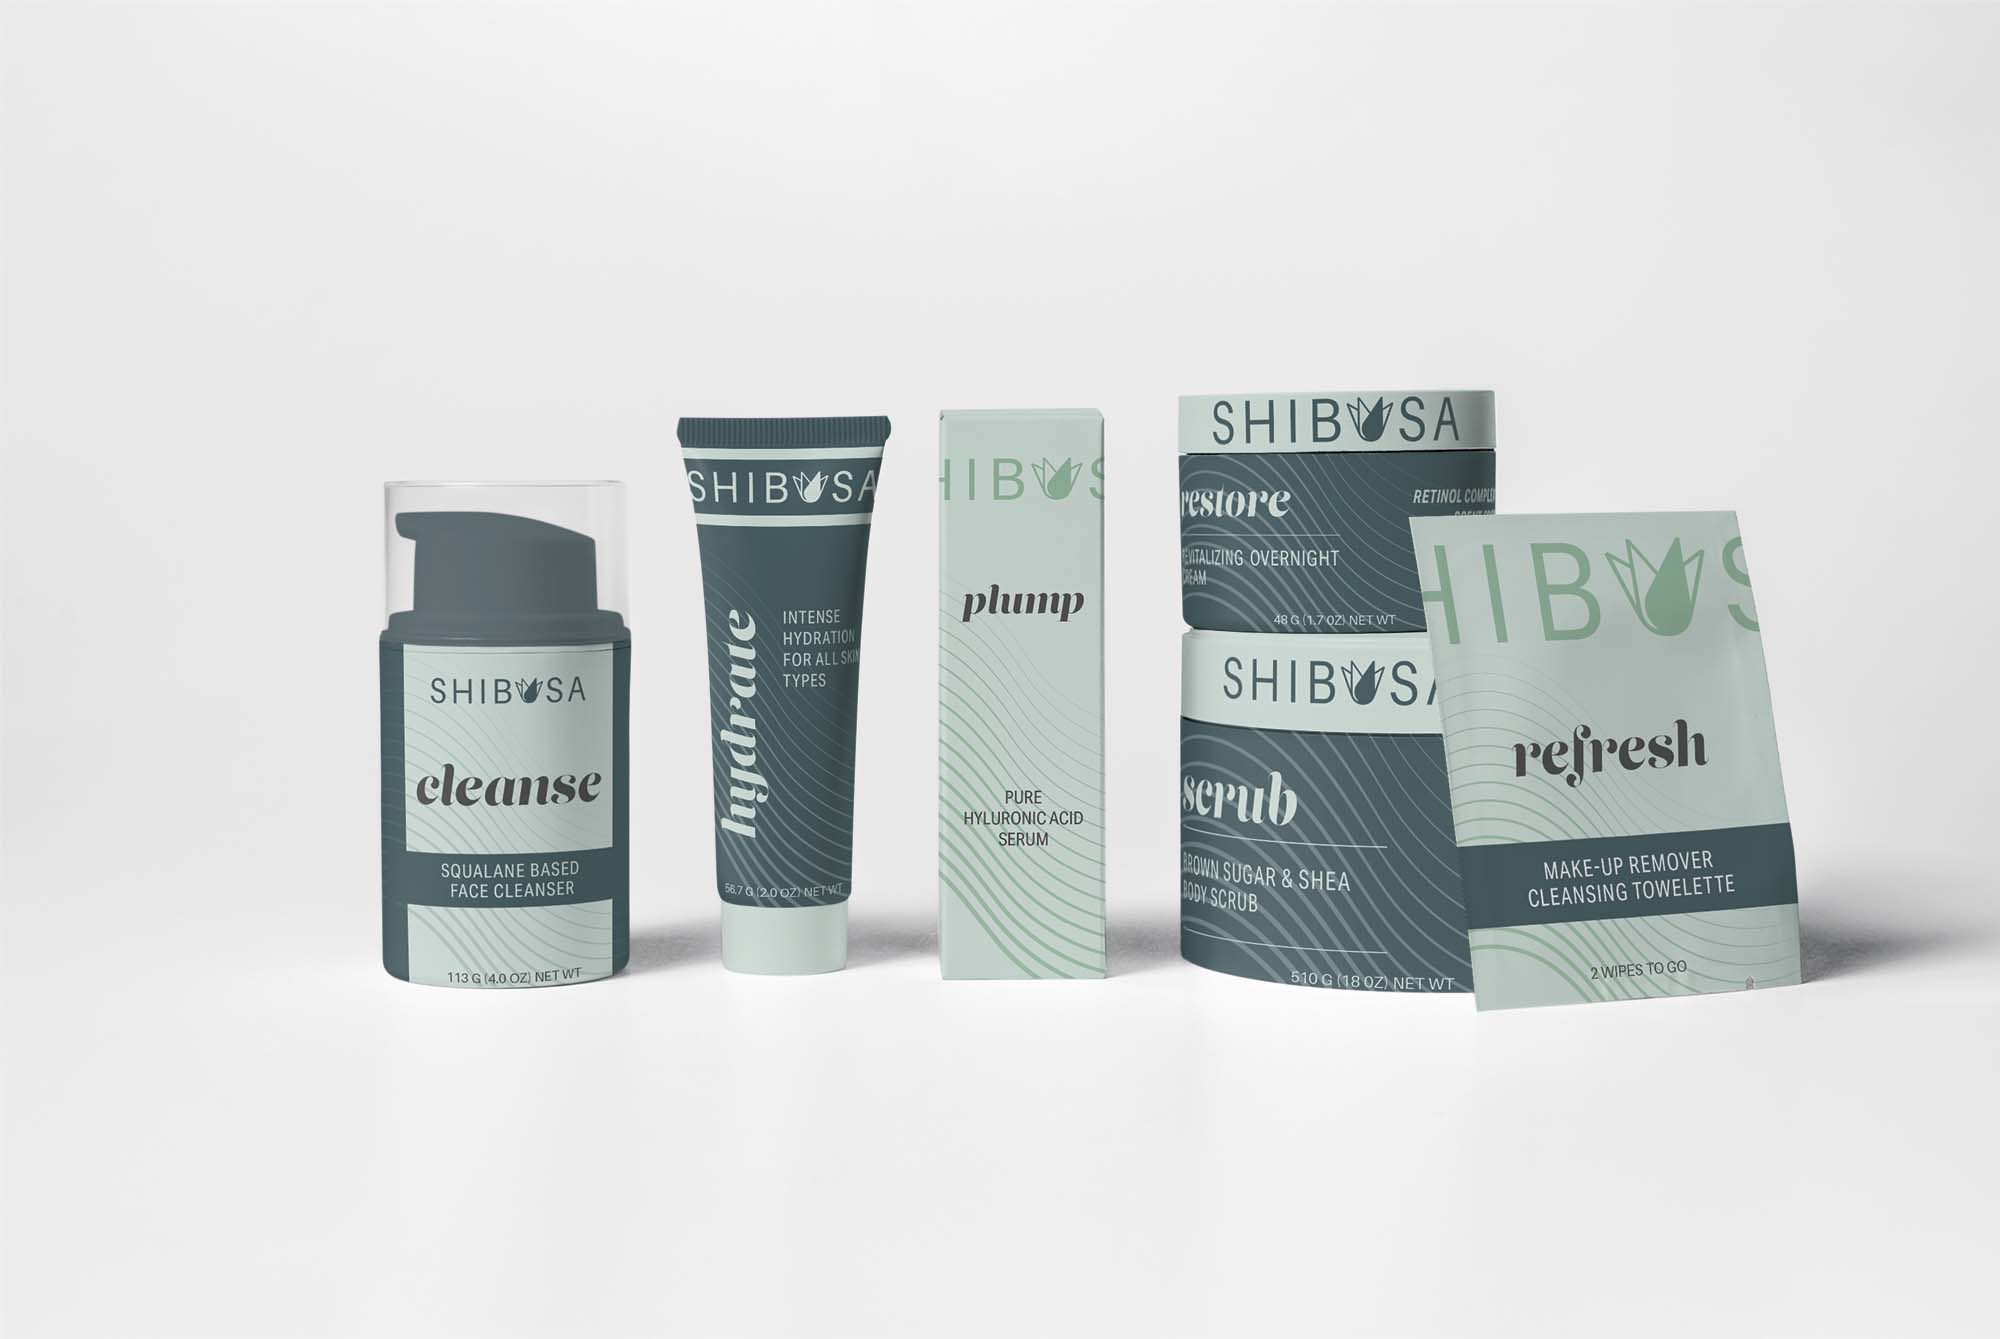 SHIBUSA
cleanse
SQUALANE BASED
FACE CLEANSER
113 G (4.0 OZ) NET WT
SHIBUSA
hydrate
INTENSE
HYDRATION
FOR ALL SKIN
TYPES
56.7 G (2.0 OZ) NET WT
HIBUS
plump
PURE
HYLURONIC ACID
SERUM
SHIBUSA
restore
RETINOL COMPLEX
REVITALIZING OVERNIGHT
CREAM
48 G (1.7 OZ) NET WT
SHIBUSA
scrub
BROWN SUGAR & SHEA
BODY SCRUB
510 G (18 OZ) NET WT
HIBUS
refresh
MAKE-UP REMOVER
CLEANSING TOWELETTE
2 WIPES TO GO